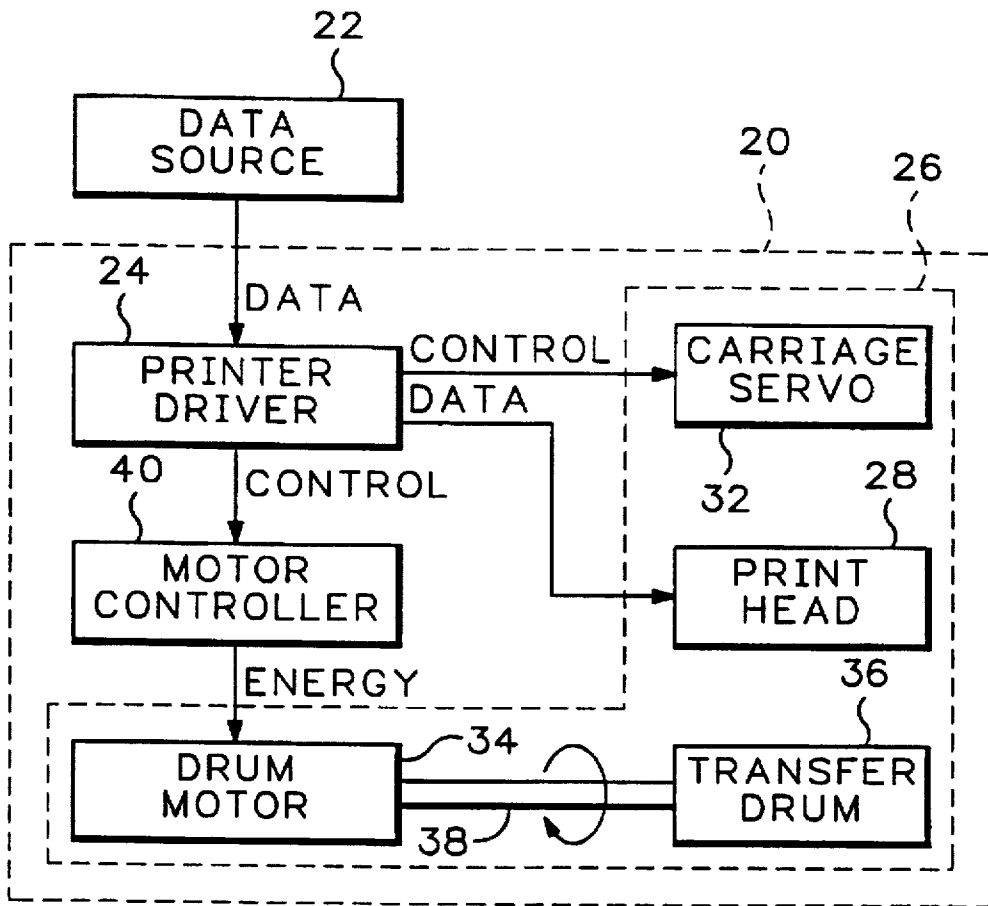 22
DATA
SOURCE
20
26
24
DATA
PRINTER
DRIVER
CONTROL
DATA
CARRIAGE
SERVO
32
40
CONTROL
28
MOTOR
CONTROLLER
PRINT
HEAD
ENERGY
36
DRUM
MOTOR
34
38
TRANSFER
DRUM